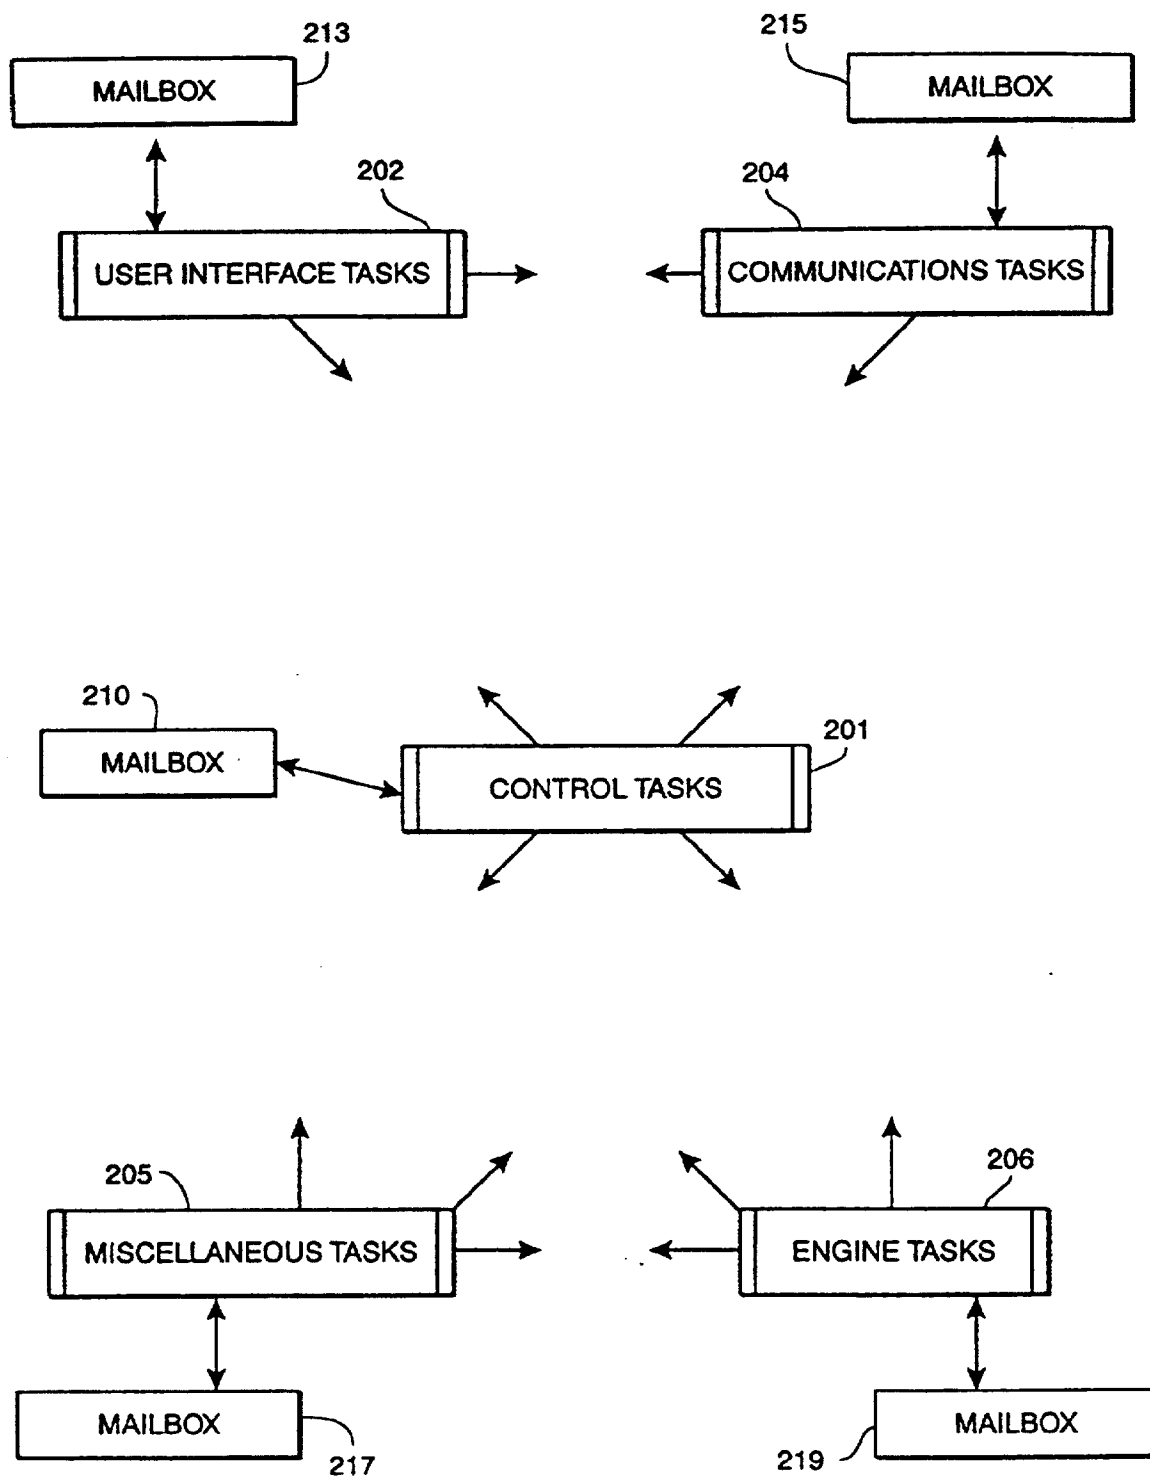 213
215
MAILBOX
MAILBOX
202
204
USER INTERFACE TASKS
COMMUNICATIONS TASKS
210
201
MAILBOX
CONTROL TASKS
205
206
MISCELLANEOUS TASKS
ENGINE TASKS
MAILBOX
MAILBOX
217
219